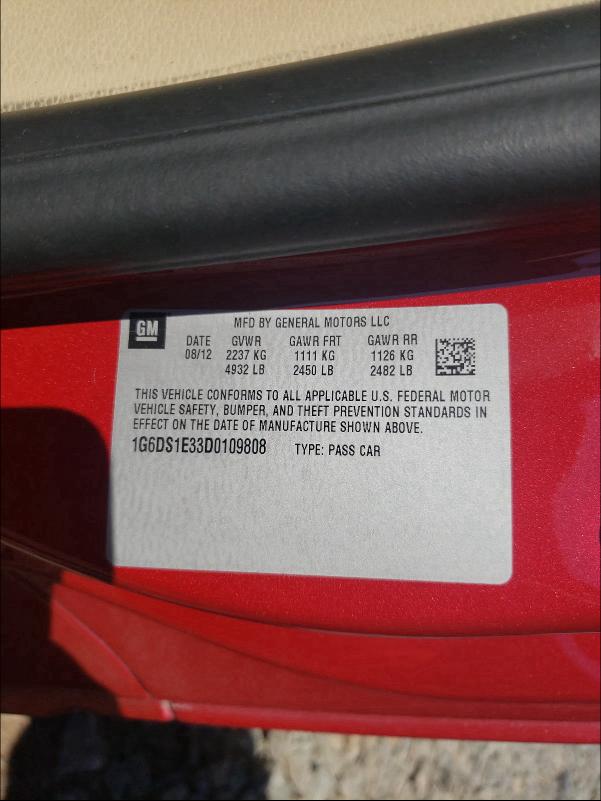 GM
MFD BY GENERAL MOTORS LLC
DATE GVWR GAWR FRT GAWR RR
08/12 2237 KG 1111 KG 1126 KG
4932 LB 2450 LB 2482 LB
THIS VEHICLE CONFORMS TO ALL APPLICABLE U.S. FEDERAL MOTOR
VEHICLE SAFETY, BUMPER, AND THEFT PREVENTION STANDARDS IN
EFFECT ON THE DATE OF MANUFACTURE SHOWN ABOVE.
1G6DS1E33D0109808 TYPE: PASS CAR